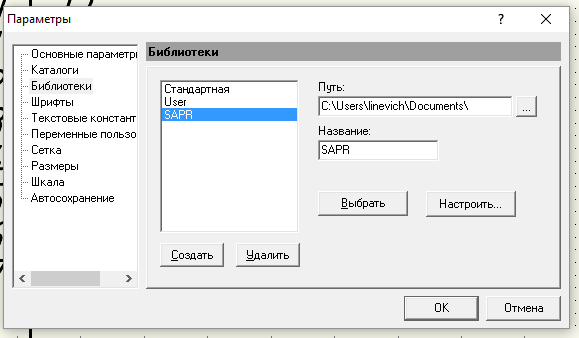 Параметры
Основные параметры
Каталоги
Библиотеки
Шрифты
Текстовые констант
Переменные пользо
Сетка
Размеры
Шкала
Автосохранение
Библиотеки
Стандартная
User
SAPR
Создать
Удалить
Путь:
C:\Users\linevich\Documents\
...
Название:
SAPR
Выбрать
Настроить...
OK
Отмена